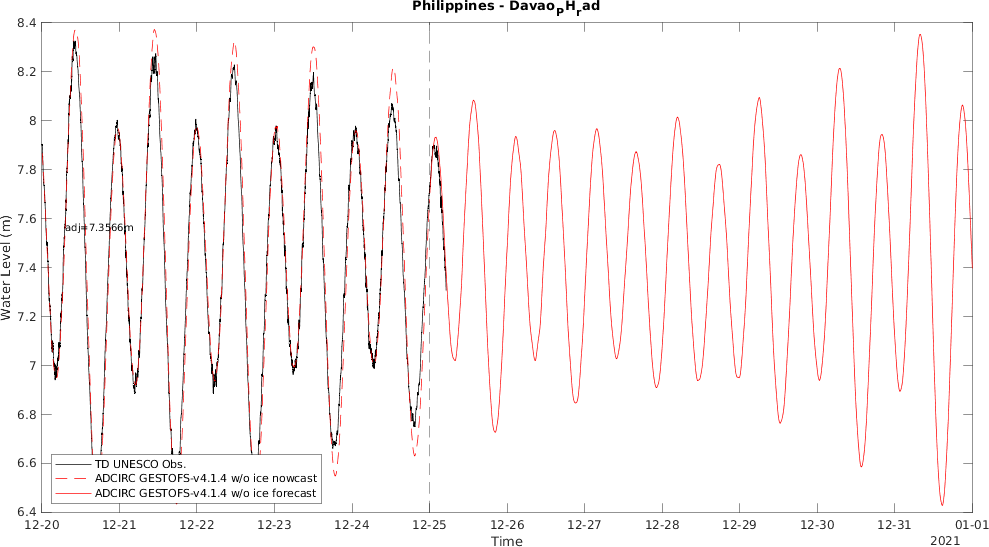 Philippines - DavaopHrad
8.4
8.2
8
7.8
7.6
7.4
7.2
7
6.8
6.6
6.4
Water Level (m)
adj=7.3566m
TD UNESCO Obs.
ADCIRC GESTOFS-v4.1.4 w/o ice nowcast
ADCIRC GESTOFS-v4.1.4 w/o ice forecast
12-20 12-21 12-22 12-23 12-24 12-25 12-26 12-27 12-28 12-29 12-30 12-31 01-01
Time
2021